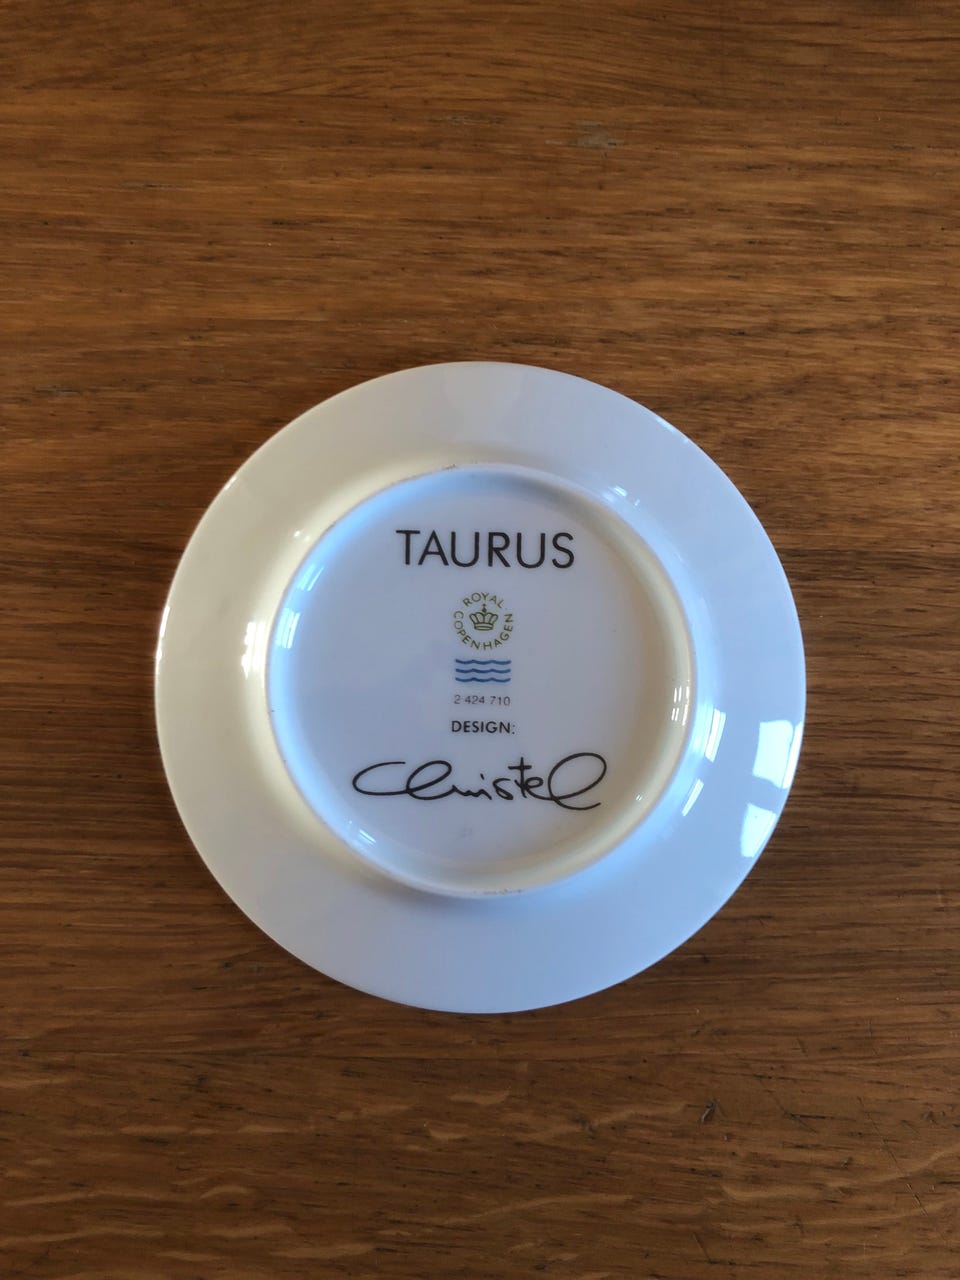 TAURUS
ROYAL
COPENHAGEN
2 424 710
DESIGN:
Christel